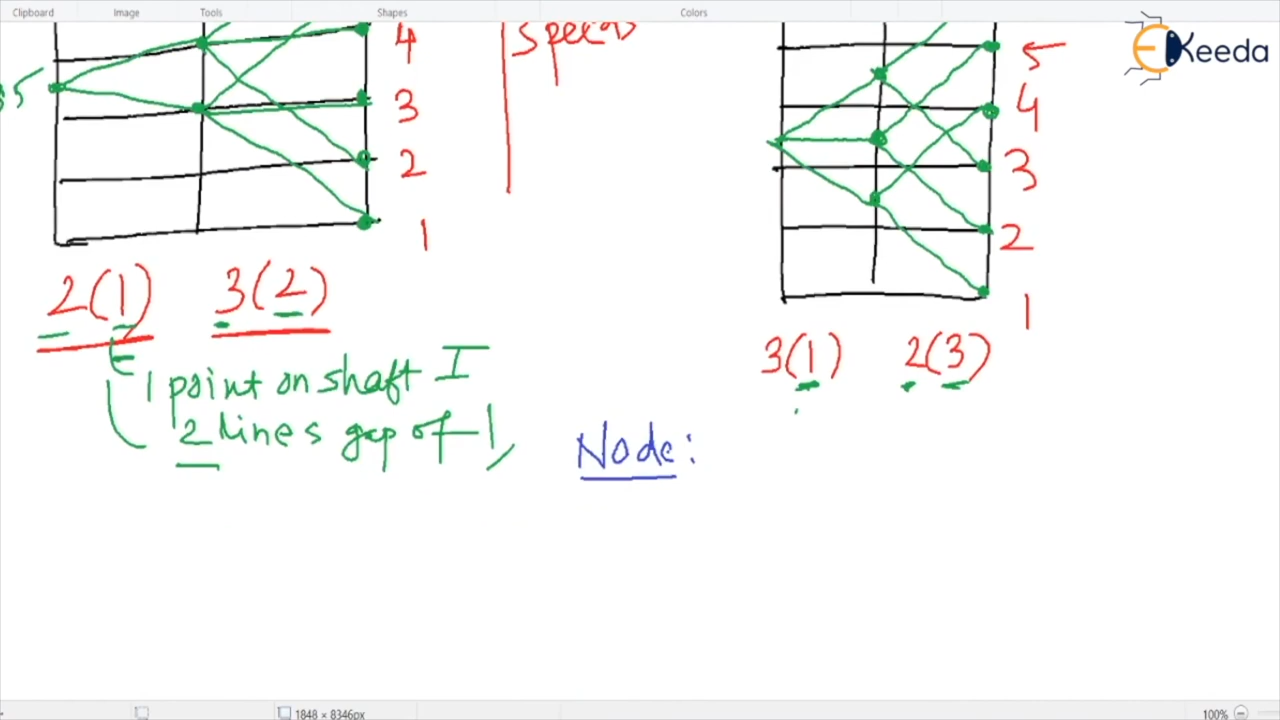 Clipboard
Image
Tools
Shapes
Colors
Keeda
4
3
2
1
speeds
5
4
3
2
1
2(1) 3(2)
1 point on shaft I
2 lines gap of 1,
3(1) 2(3)
Node:
1848 × 8346px
100%